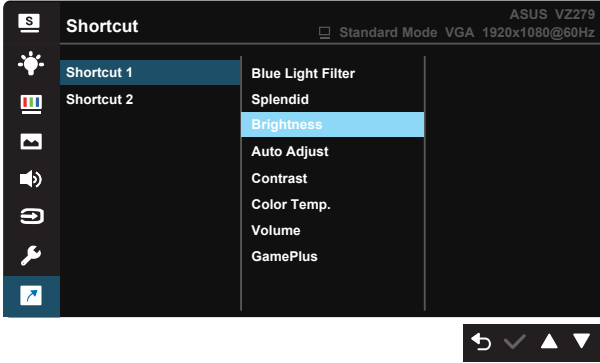 S
ASUS VZ279
Shortcut
Standard Mode VGA 1920x1080@60Hz
Shortcut 1
Shortcut 2
Blue Light Filter
Splendid
Brightness
Auto Adjust
Contrast
Color Temp.
Volume
GamePlus